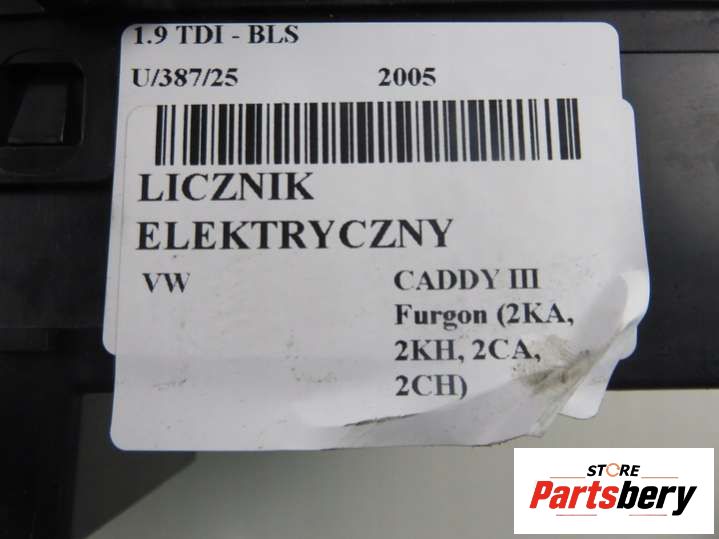 1.9 TDI - BLS
U/387/25 2005
LICZNIK
ELEKTRYCZNY
VW CADDY III
Furgon (2KA,
2KH, 2CA,
2CH)
STORE
Partsbery